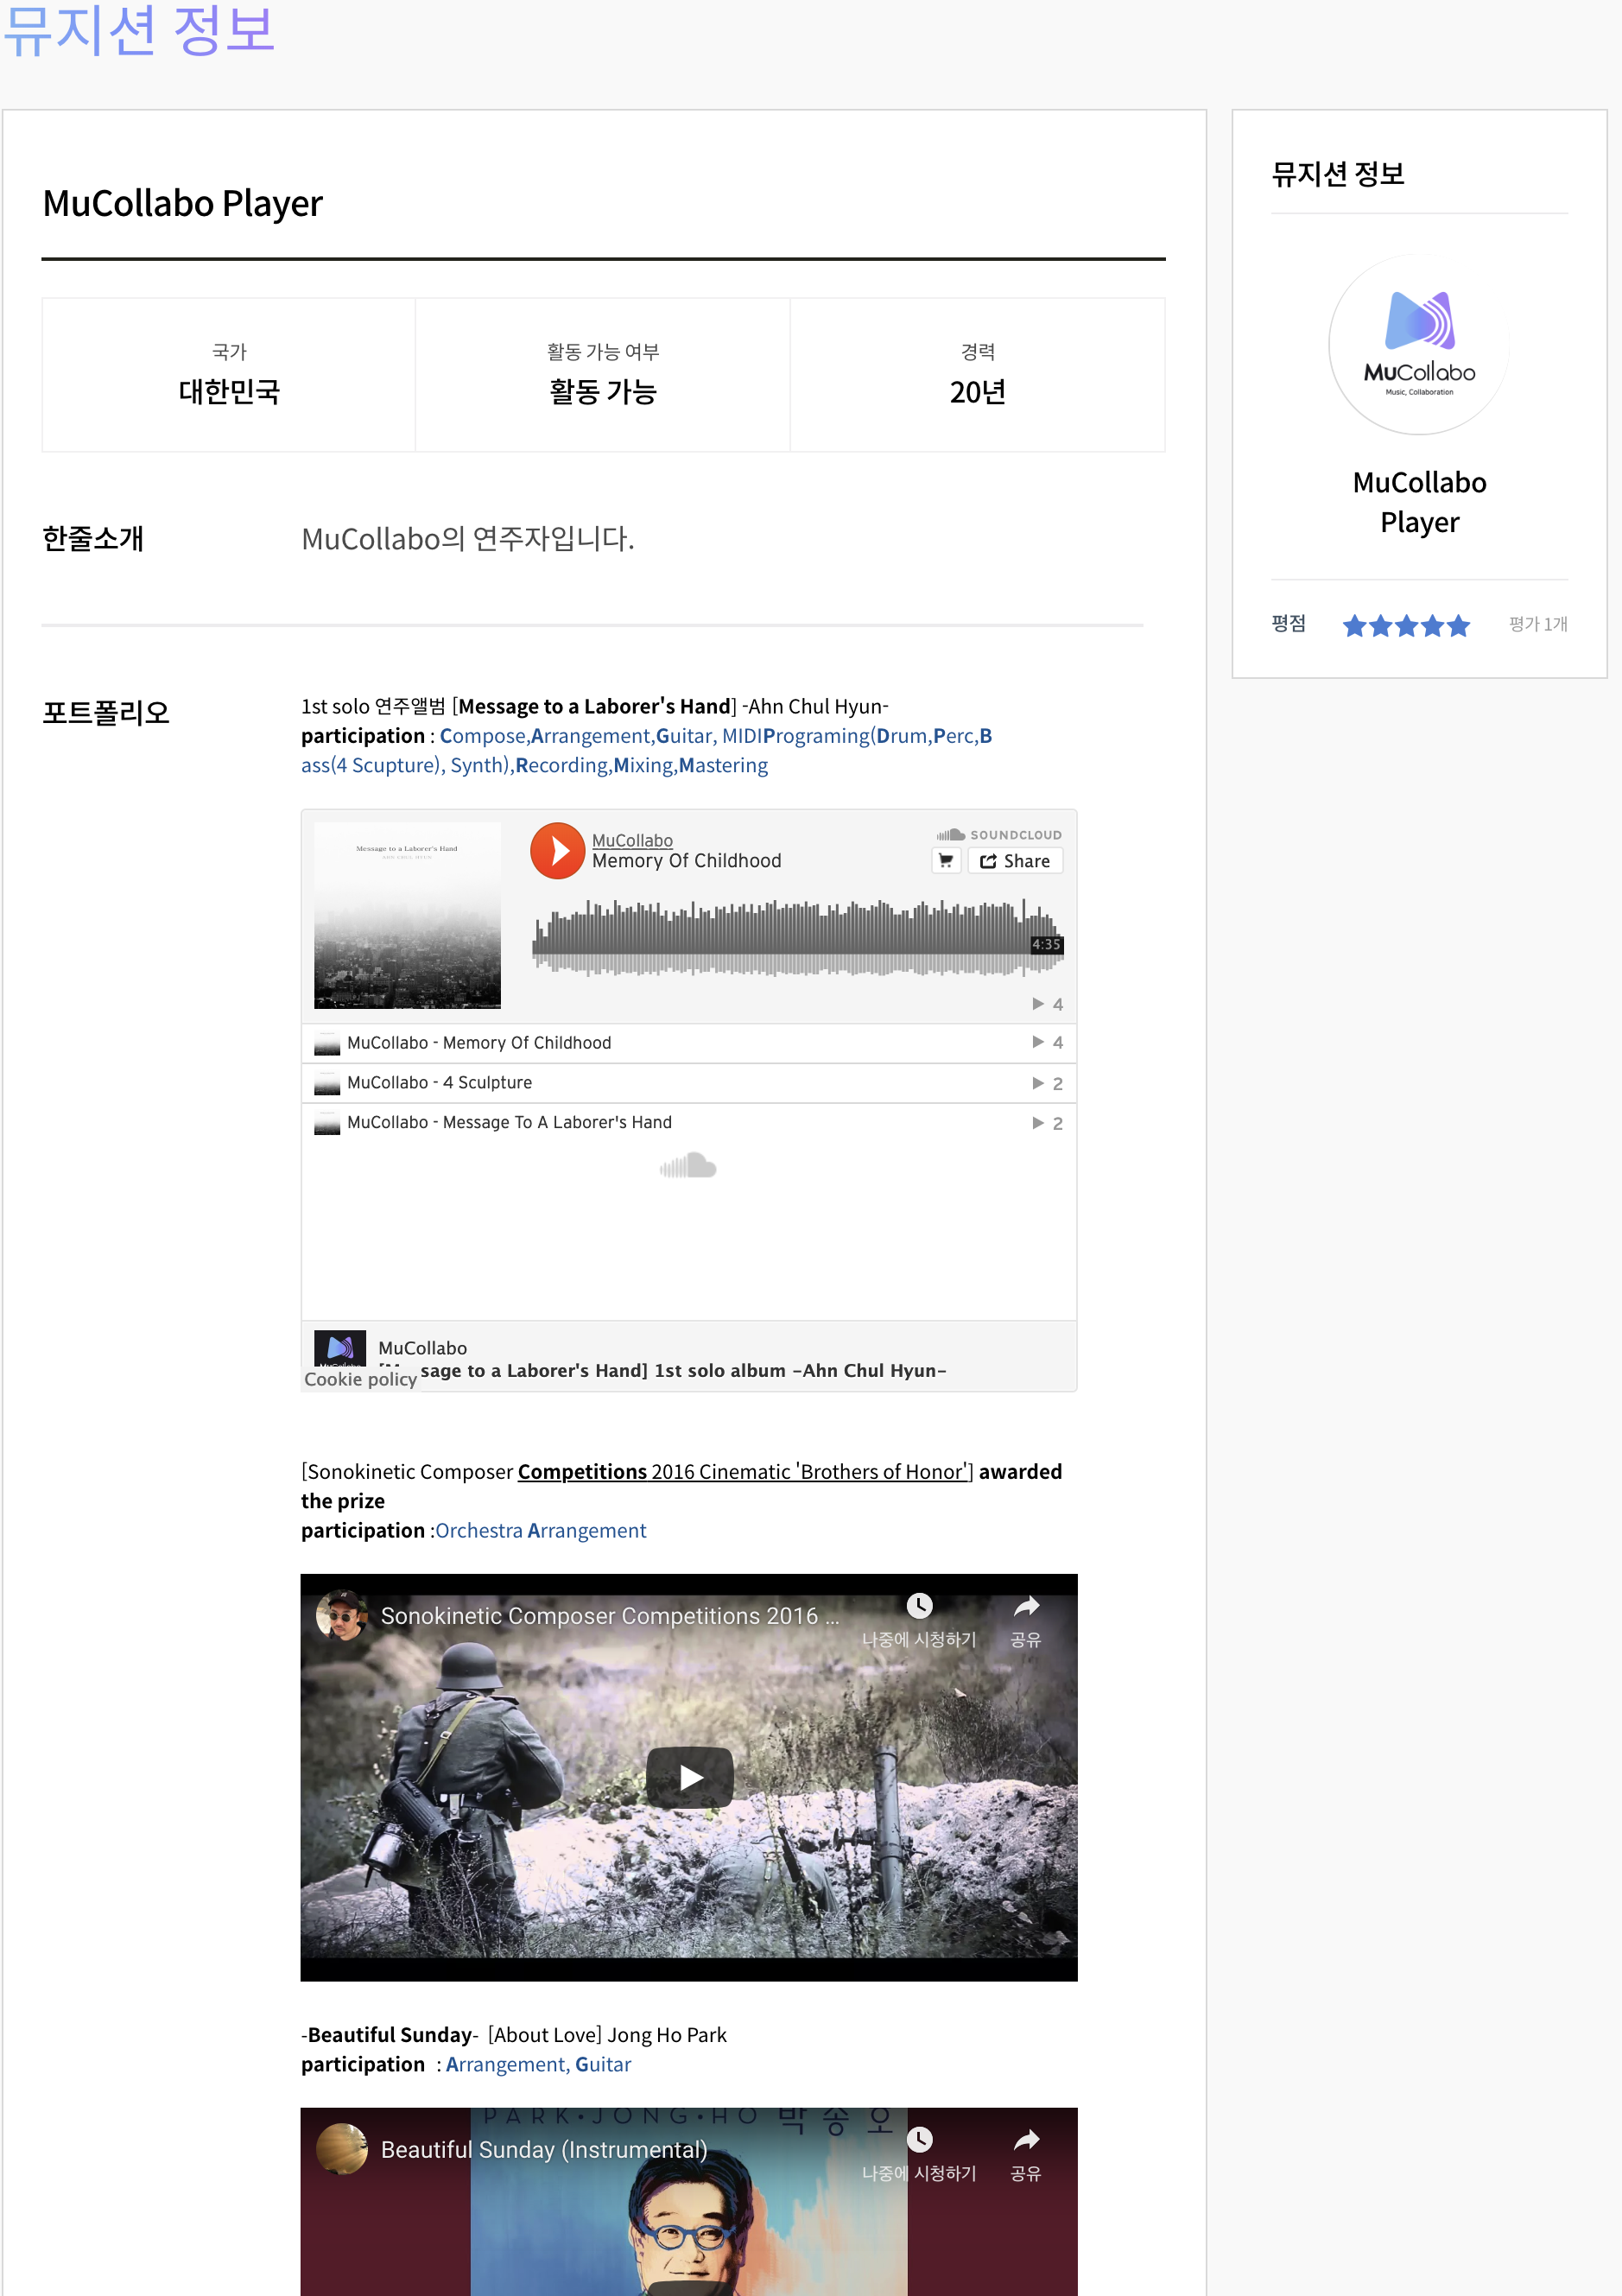 뮤지션 정보
MuCollabo Player
국가
대한민국
활동 가능 여부
활동 가능
경력
20년
한줄소개
MuCollabo의 연주자입니다.
포트폴리오
1st solo 연주앨범 [Message to a Laborer's Hand] -Ahn Chul Hyun-
participation : Compose,Arrangement,Guitar, MIDIPrograming(Drum,Perc,B
ass(4 Scupture), Synth),Recording,Mixing,Mastering
Message to a Laborer's Hand
AHN CHUL HYUN
MuCollabo
Memory Of Childhood
SOUNDCLOUD
Share
4:35
4
MuCollabo - Memory Of Childhood
4
MuCollabo - 4 Sculpture
2
MuCollabo - Message To A Laborer's Hand
2
MuCollabo
sage to a Laborer's Hand] 1st solo album -Ahn Chul Hyun-
Cookie policy
[Sonokinetic Composer Competitions 2016 Cinematic 'Brothers of Honor'] awarded
the prize
participation :Orchestra Arrangement
Sonokinetic Composer Competitions 2016 ...
나중에 시청하기
공유
-Beautiful Sunday-  [About Love] Jong Ho Park
participation  : Arrangement, Guitar
PARK·JONG·HO 박 종 호
Beautiful Sunday (Instrumental)
나중에 시청하기
공유
뮤지션 정보
MuCollabo
Music, Collaboration
MuCollabo
Player
평점
평가 1개